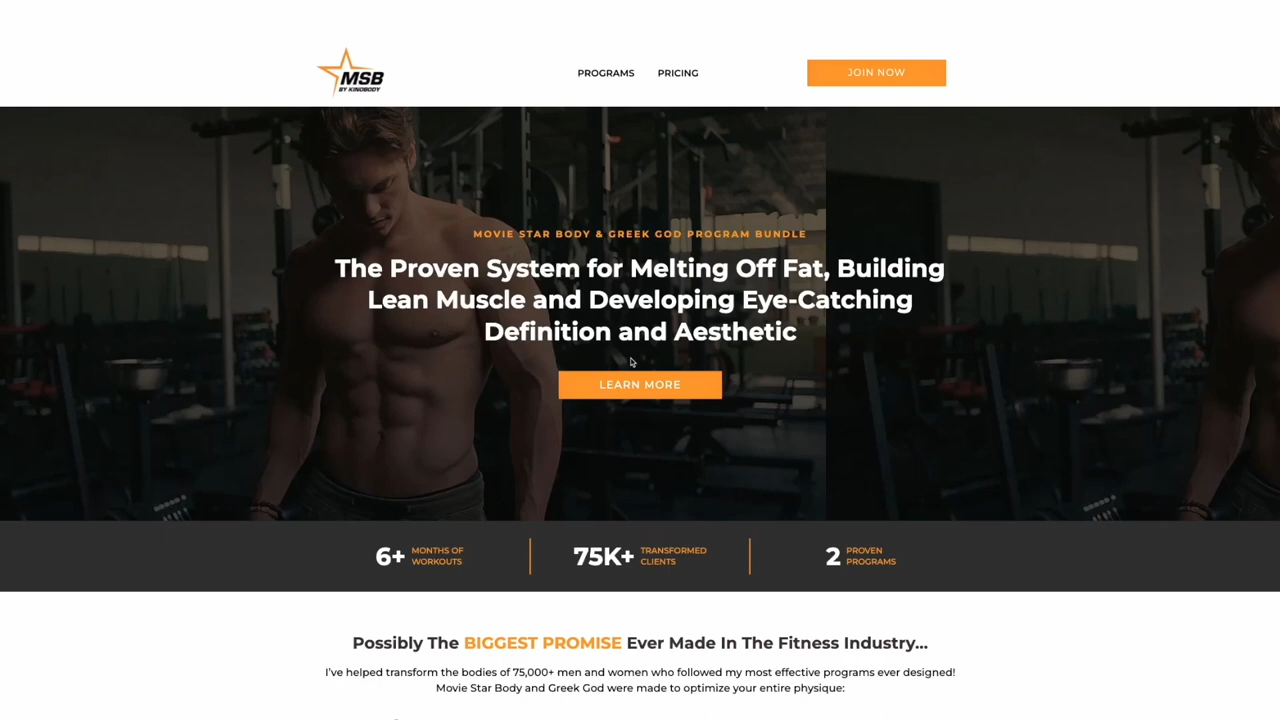 MSB
BY KINOBODY
PROGRAMS
PRICING
JOIN NOW
MOVIE STAR BODY & GREEK GOD PROGRAM BUNDLE
The Proven System for Melting Off Fat, Building
Lean Muscle and Developing Eye-Catching
Definition and Aesthetic
LEARN MORE
6+
MONTHS OF
WORKOUTS
75K+
TRANSFORMED
CLIENTS
2
PROVEN
PROGRAMS
Possibly The BIGGEST PROMISE Ever Made In The Fitness Industry...
I've helped transform the bodies of 75,000+ men and women who followed my most effective programs ever designed!
Movie Star Body and Greek God were made to optimize your entire physique: